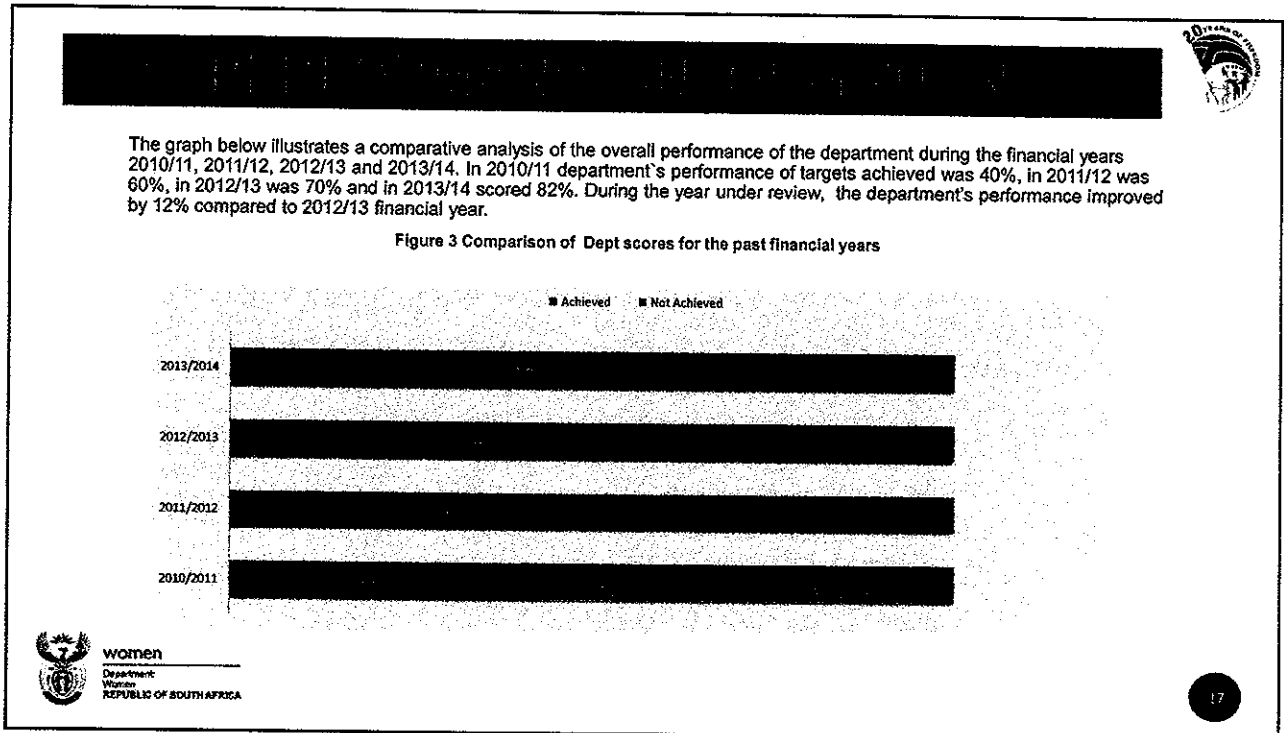 20 YEARS OF FREEDOM
The graph below illustrates a comparative analysis of the overall performance of the department during the financial years
2010/11, 2011/12, 2012/13 and 2013/14. In 2010/11 department`s performance of targets achieved was 40%, in 2011/12 was
60%, in 2012/13 was 70% and in 2013/14 scored 82%. During the year under review, the department's performance improved
by 12% compared to 2012/13 financial year.
Figure 3 Comparison of Dept scores for the past financial years
Achieved Not Achieved
2013/2014
2012/2013
2011/2012
2010/2011
women
Department:
Women
REPUBLIC OF SOUTH AFRICA
17